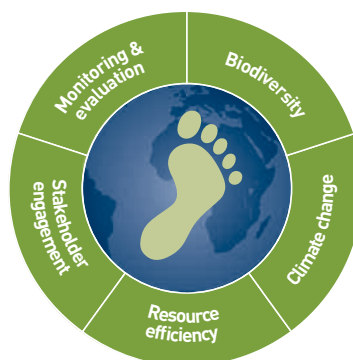 Monitoring &
evaluation
Biodiversity
Climate change
Resource
efficiency
Stakeholder
engagement